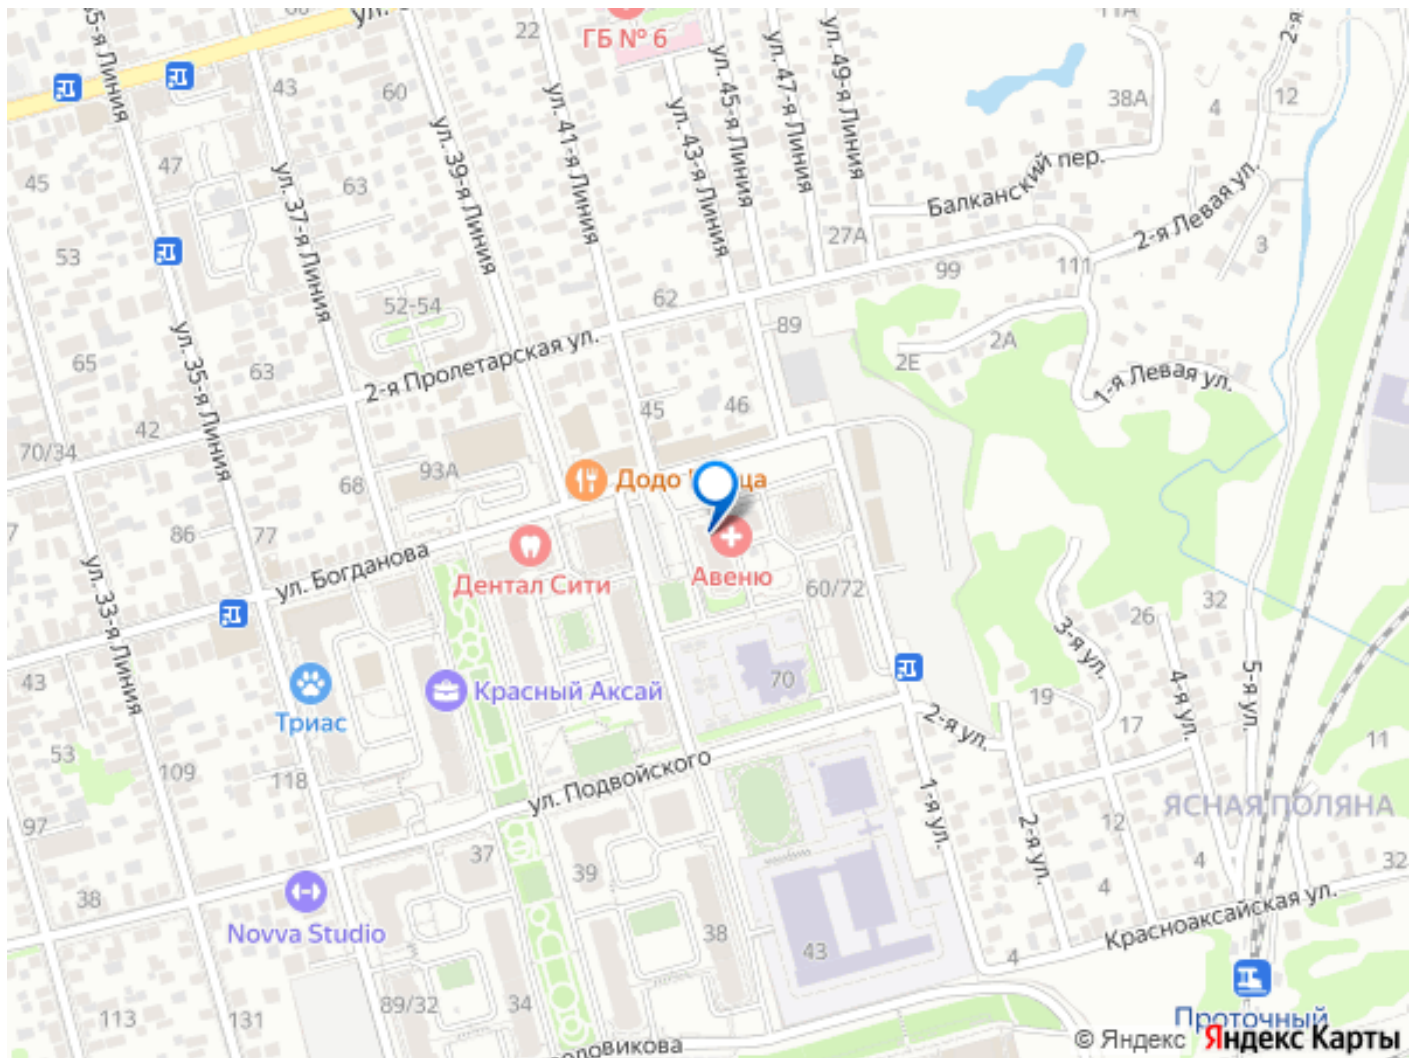 ГБ № 6
22
11А
2-я
35-я Линия
43
60
38А
4
12
47
45
63
53
ул. 37-я Линия
ул. 39-я Линия
ул. 41-я Линия
ул. 43-я Линия
ул. 45-я Линия
ул. 47-я Линия
ул. 49-я Линия
Балканский пер.
2-я Левая ул.
27А
3
99
111
52-54
62
89
2Е
2А
65
63
ул. 35-я Линия
2-я Пролетарская ул.
1-я Левая ул.
42
45
46
70/34
93А
68
Додо
ца
86
77
ул. Богданова
Дентал Сити
Авеню
60/72
26
32
ул. 33-я Линия
3-я ул.
4-я ул.
5-я ул.
43
Триас
Красный Аксай
70
19
17
2-я ул.
11
53
109
118
ул. Подвойского
1-я ул.
2-я ул.
ЯСНАЯ ПОЛЯНА
97
37
39
12
4
4
32
38
Novva Studio
38
43
4
Красноаксайская ул.
89/32
34
113
131
Проточный
оловикова
© Яндекс
Яндекс Карты